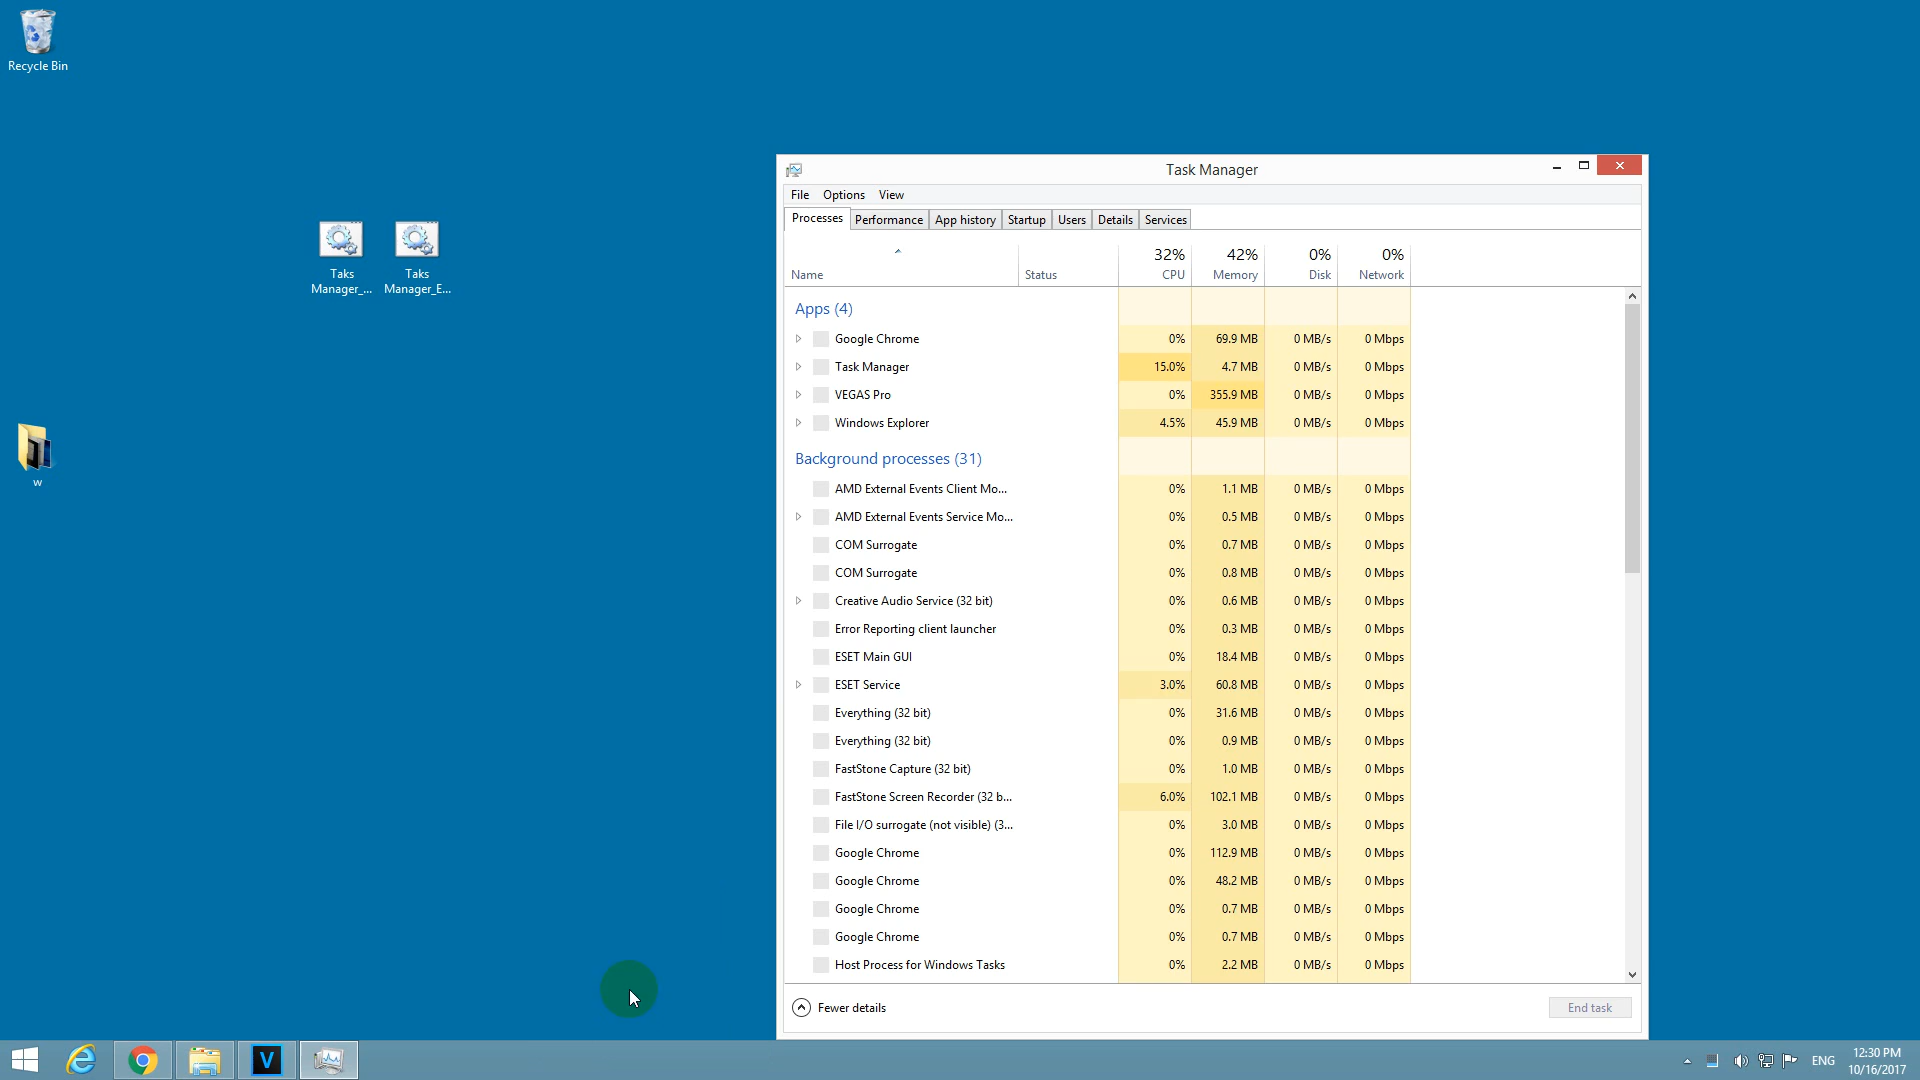 Recycle Bin
Taks
Manager_...
Taks
Manager_E...
w
Task Manager
File Options View
Processes Performance App history Startup Users Details Services
32% 42% 0% 0%
Name Status CPU Memory Disk Network
Apps (4)
Google Chrome 0% 69.9 MB 0 MB/s 0 Mbps
Task Manager 15.0% 4.7 MB 0 MB/s 0 Mbps
VEGAS Pro 0% 355.9 MB 0 MB/s 0 Mbps
Windows Explorer 4.5% 45.9 MB 0 MB/s 0 Mbps
Background processes (31)
AMD External Events Client Mo... 0% 1.1 MB 0 MB/s 0 Mbps
AMD External Events Service Mo... 0% 0.5 MB 0 MB/s 0 Mbps
COM Surrogate 0% 0.7 MB 0 MB/s 0 Mbps
COM Surrogate 0% 0.8 MB 0 MB/s 0 Mbps
Creative Audio Service (32 bit) 0% 0.6 MB 0 MB/s 0 Mbps
Error Reporting client launcher 0% 0.3 MB 0 MB/s 0 Mbps
ESET Main GUI 0% 18.4 MB 0 MB/s 0 Mbps
ESET Service 3.0% 60.8 MB 0 MB/s 0 Mbps
Everything (32 bit) 0% 31.6 MB 0 MB/s 0 Mbps
Everything (32 bit) 0% 0.9 MB 0 MB/s 0 Mbps
FastStone Capture (32 bit) 0% 1.0 MB 0 MB/s 0 Mbps
FastStone Screen Recorder (32 b... 6.0% 102.1 MB 0 MB/s 0 Mbps
File I/O surrogate (not visible) (3... 0% 3.0 MB 0 MB/s 0 Mbps
Google Chrome 0% 112.9 MB 0 MB/s 0 Mbps
Google Chrome 0% 48.2 MB 0 MB/s 0 Mbps
Google Chrome 0% 0.7 MB 0 MB/s 0 Mbps
Google Chrome 0% 0.7 MB 0 MB/s 0 Mbps
Host Process for Windows Tasks 0% 2.2 MB 0 MB/s 0 Mbps
Fewer details End task
V
ENG
12:30 PM
10/16/2017